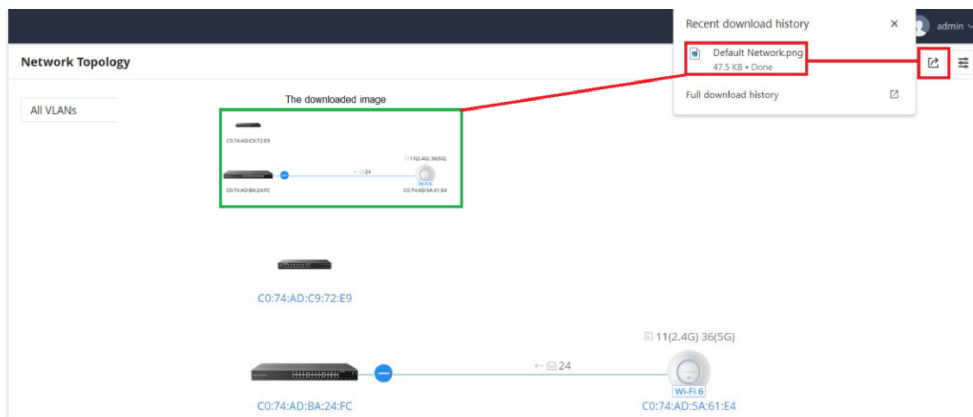 Recent download history
admin
Default Network.png
47.5 KB • Done
Full download history
Network Topology
All VLANs
The downloaded image
C0:74:AD:C9:72:E9
11(2.4G) 36(5G)
24
Wi-Fi 6
C0:74:AD:BA:24:FC
C0:74:AD:5A:61:E4
C0:74:AD:C9:72:E9
11(2.4G) 36(5G)
24
Wi-Fi 6
C0:74:AD:BA:24:FC
C0:74:AD:5A:61:E4